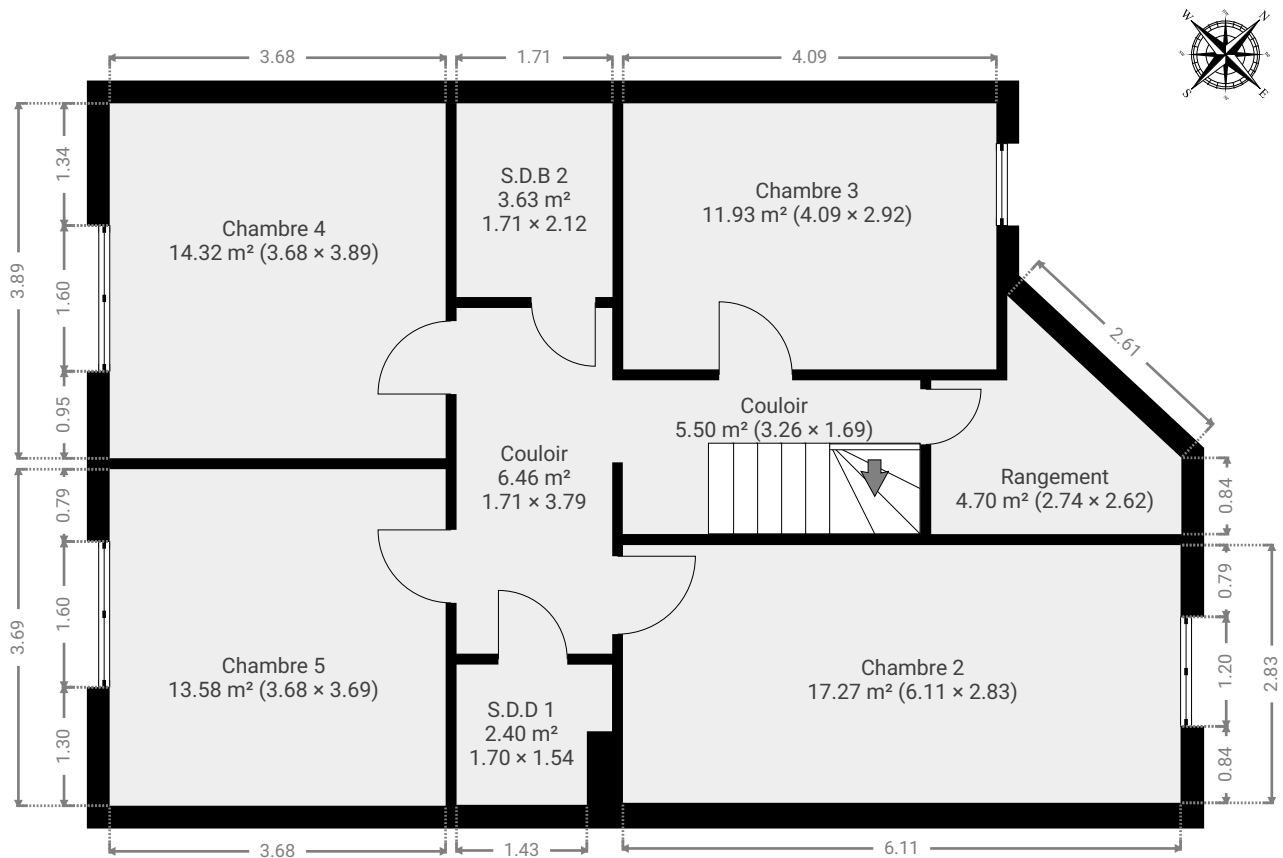 3.68
1.71
4.09
W
N
S
E
3.89
1.34
1.60
0.95
Chambre 4
14.32 m² (3.68 × 3.89)
S.D.B 2
3.63 m²
1.71 × 2.12
Chambre 3
11.93 m² (4.09 × 2.92)
2.61
Couloir
5.50 m² (3.26 × 1.69)
Couloir
6.46 m²
1.71 × 3.79
Rangement
4.70 m² (2.74 × 2.62)
0.84
3.69
0.79
1.60
1.30
Chambre 5
13.58 m² (3.68 × 3.69)
S.D.D 1
2.40 m²
1.70 × 1.54
Chambre 2
17.27 m² (6.11 × 2.83)
0.79
1.20
0.84
2.83
3.68
1.43
6.11